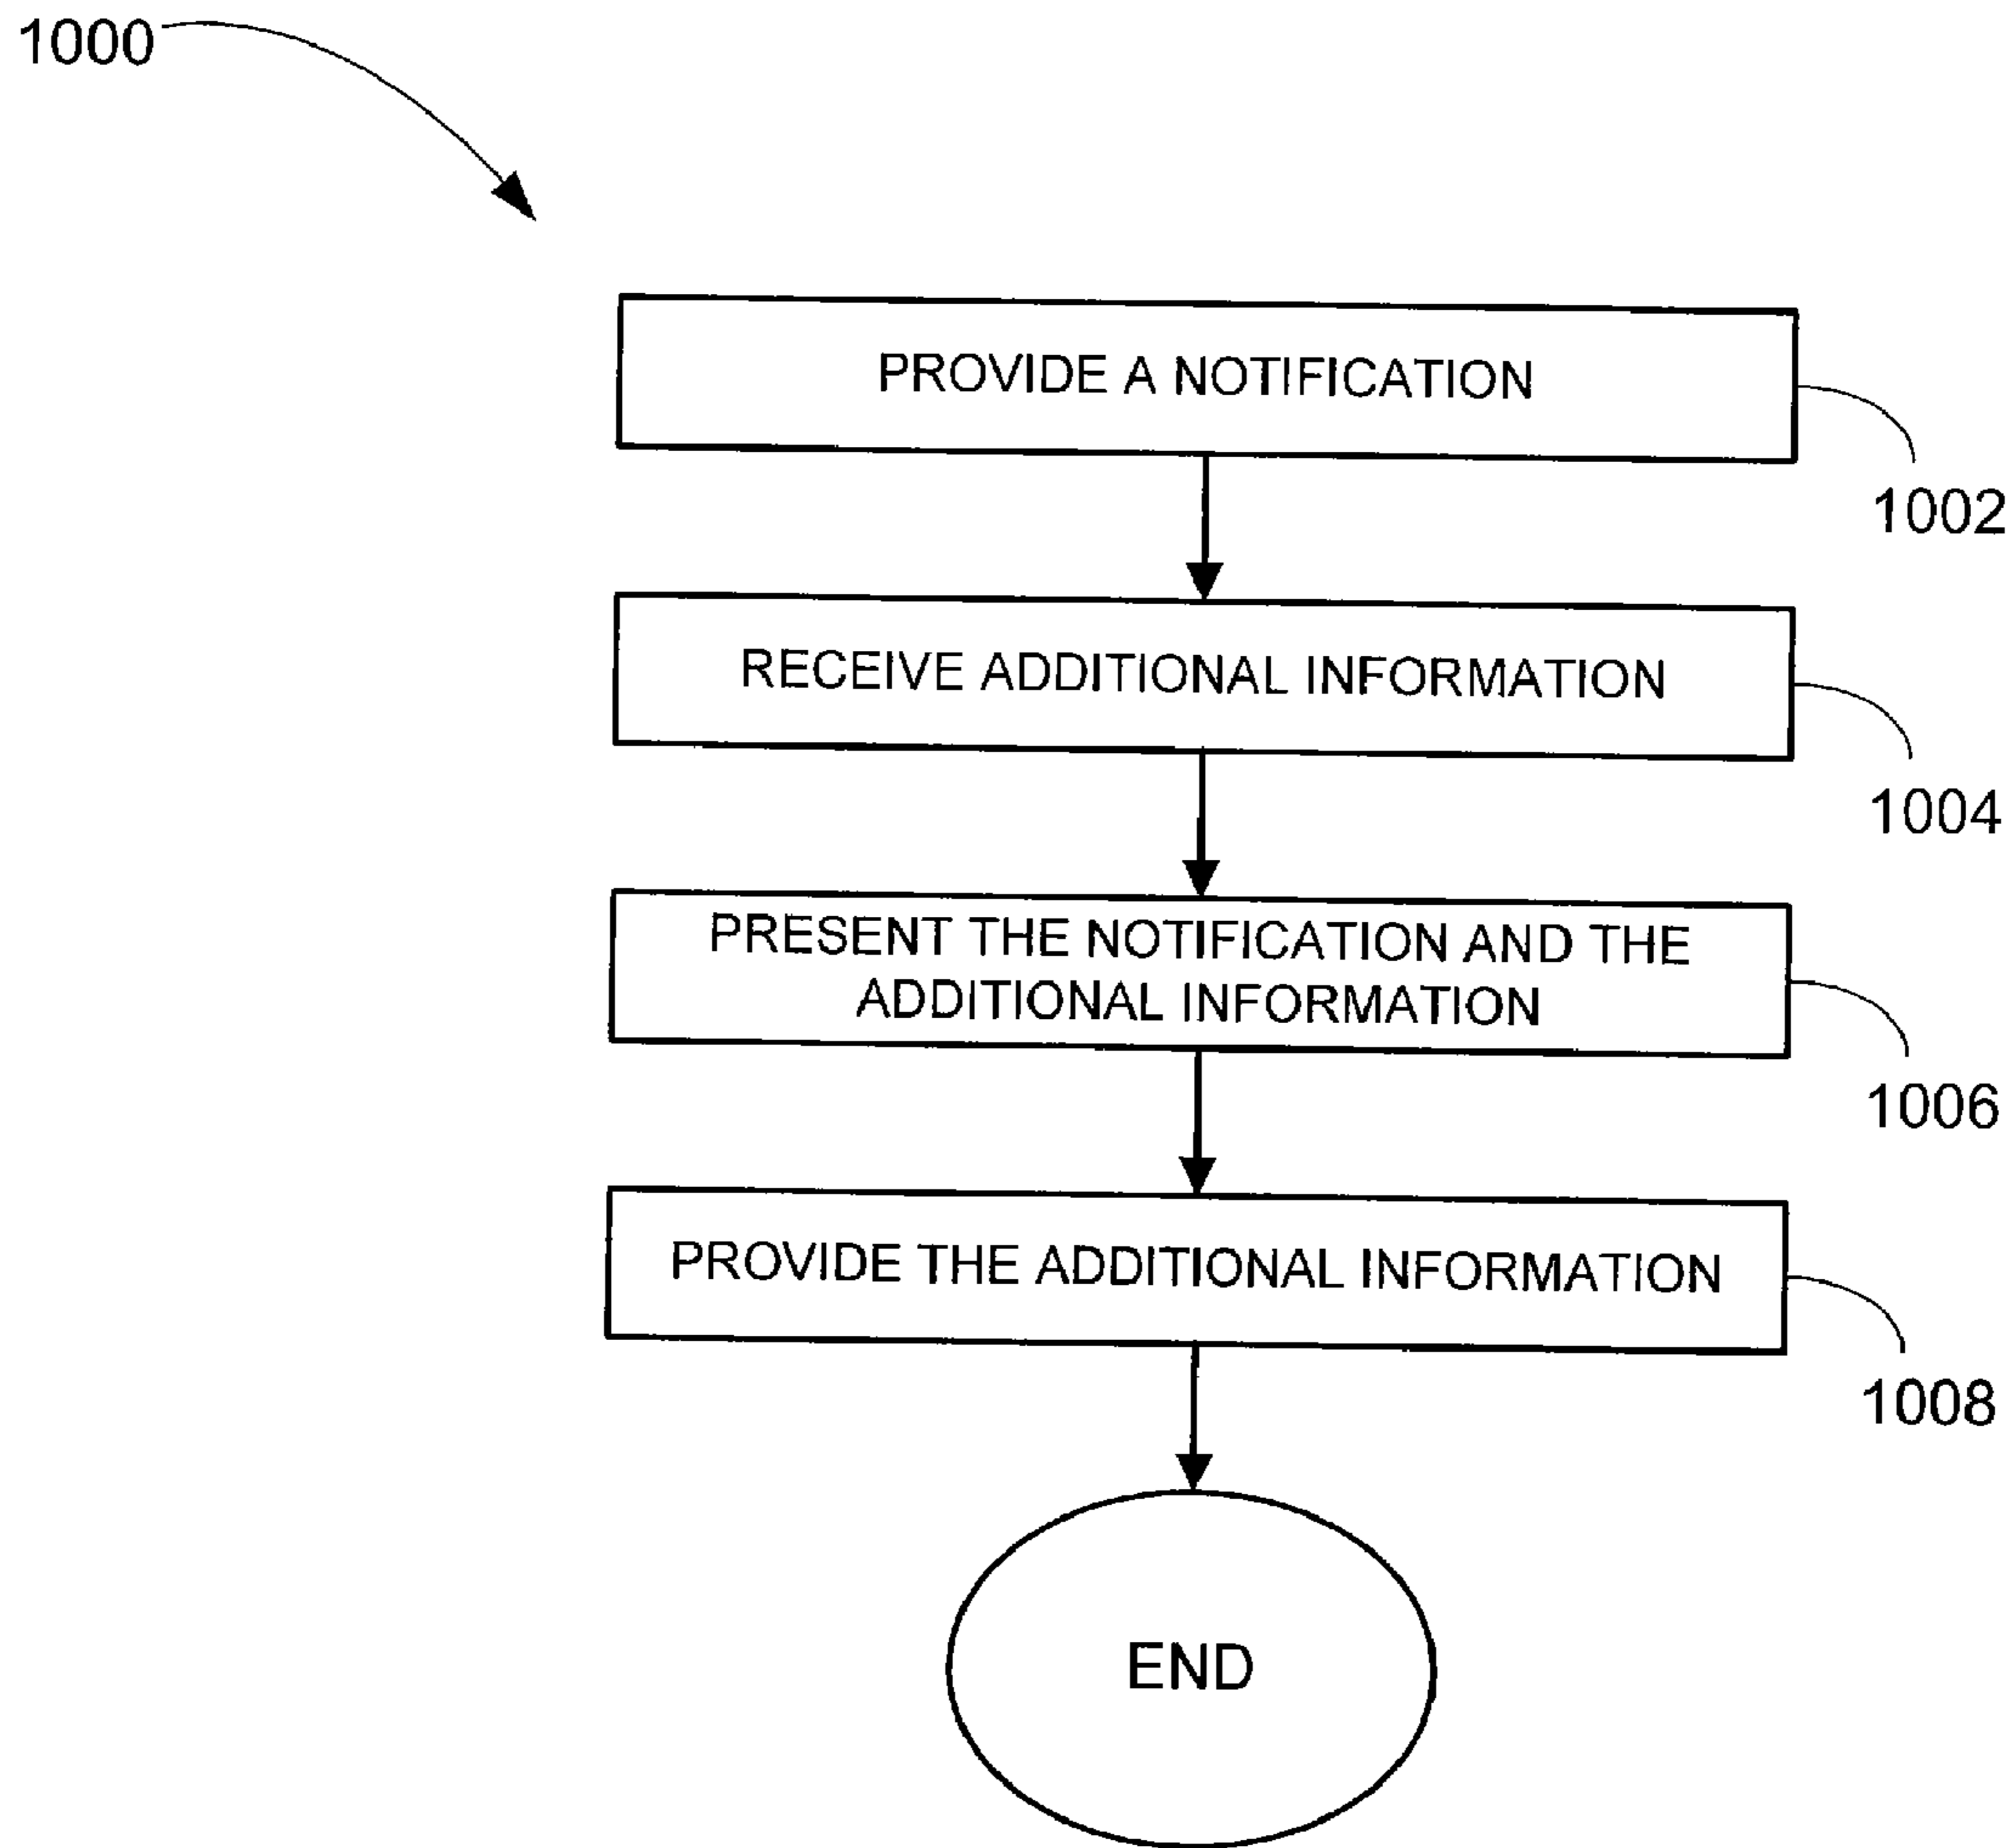 1000
PROVIDE A NOTIFICATION
1002
RECEIVE ADDITIONAL INFORMATION
1004
PRESENT THE NOTIFICATION AND THE
ADDITIONAL INFORMATION
1006
PROVIDE THE ADDITIONAL INFORMATION
1008
END